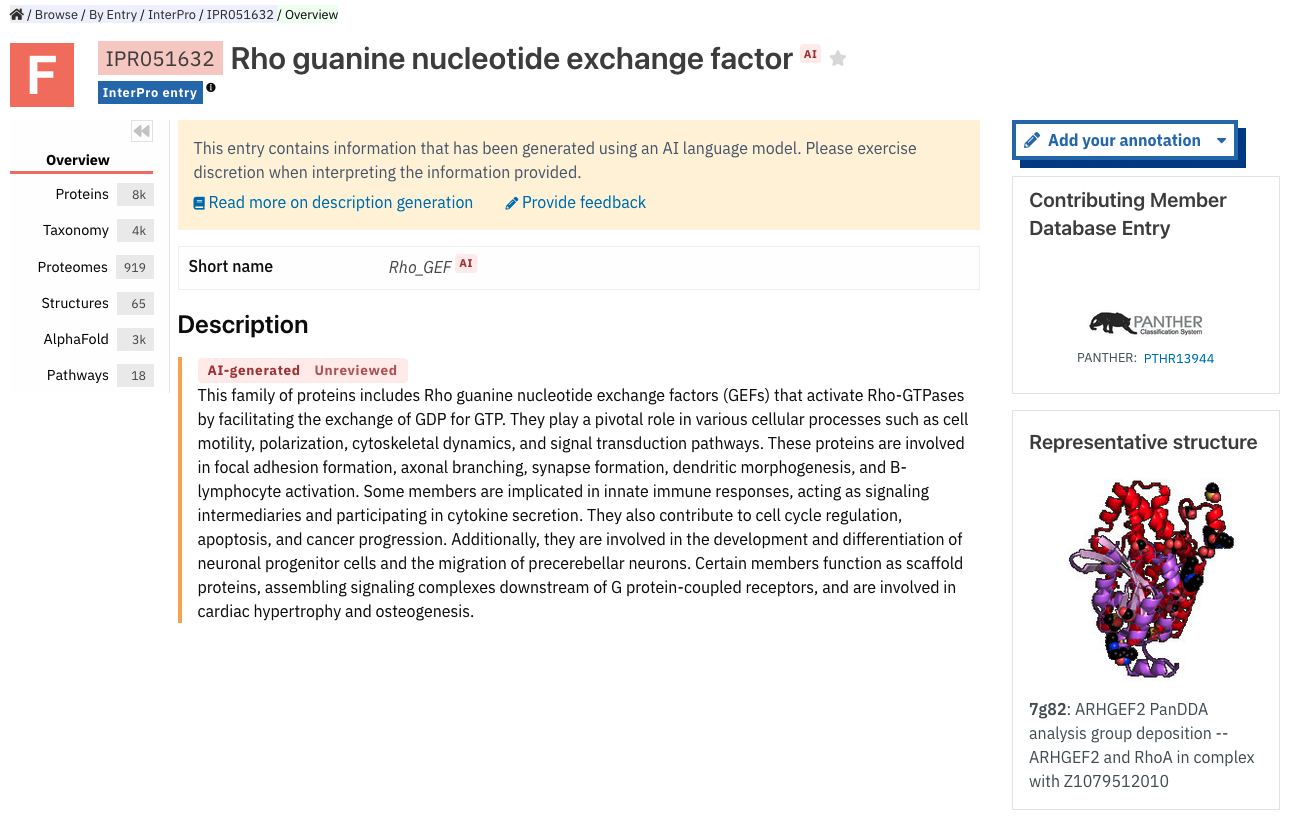 / Browse / By Entry / InterPro / IPR051632 / Overview
F
IPR051632 Rho guanine nucleotide exchange factor AI
InterPro entry
Overview
Proteins 8k
Taxonomy 4k
Proteomes 919
Structures 65
AlphaFold 3k
Pathways 18
This entry contains information that has been generated using an AI language model. Please exercise
discretion when interpreting the information provided.
Read more on description generation Provide feedback
Short name Rho_GEF AI
Description
AI-generated Unreviewed
This family of proteins includes Rho guanine nucleotide exchange factors (GEFs) that activate Rho-GTPases
by facilitating the exchange of GDP for GTP. They play a pivotal role in various cellular processes such as cell
motility, polarization, cytoskeletal dynamics, and signal transduction pathways. These proteins are involved
in focal adhesion formation, axonal branching, synapse formation, dendritic morphogenesis, and B-
lymphocyte activation. Some members are implicated in innate immune responses, acting as signaling
intermediaries and participating in cytokine secretion. They also contribute to cell cycle regulation,
apoptosis, and cancer progression. Additionally, they are involved in the development and differentiation of
neuronal progenitor cells and the migration of precerebellar neurons. Certain members function as scaffold
proteins, assembling signaling complexes downstream of G protein-coupled receptors, and are involved in
cardiac hypertrophy and osteogenesis.
Add your annotation
Contributing Member
Database Entry
PANTHER
Classification System
PANTHER: PTHR13944
Representative structure
7g82: ARHGEF2 PanDDA
analysis group deposition --
ARHGEF2 and RhoA in complex
with Z1079512010